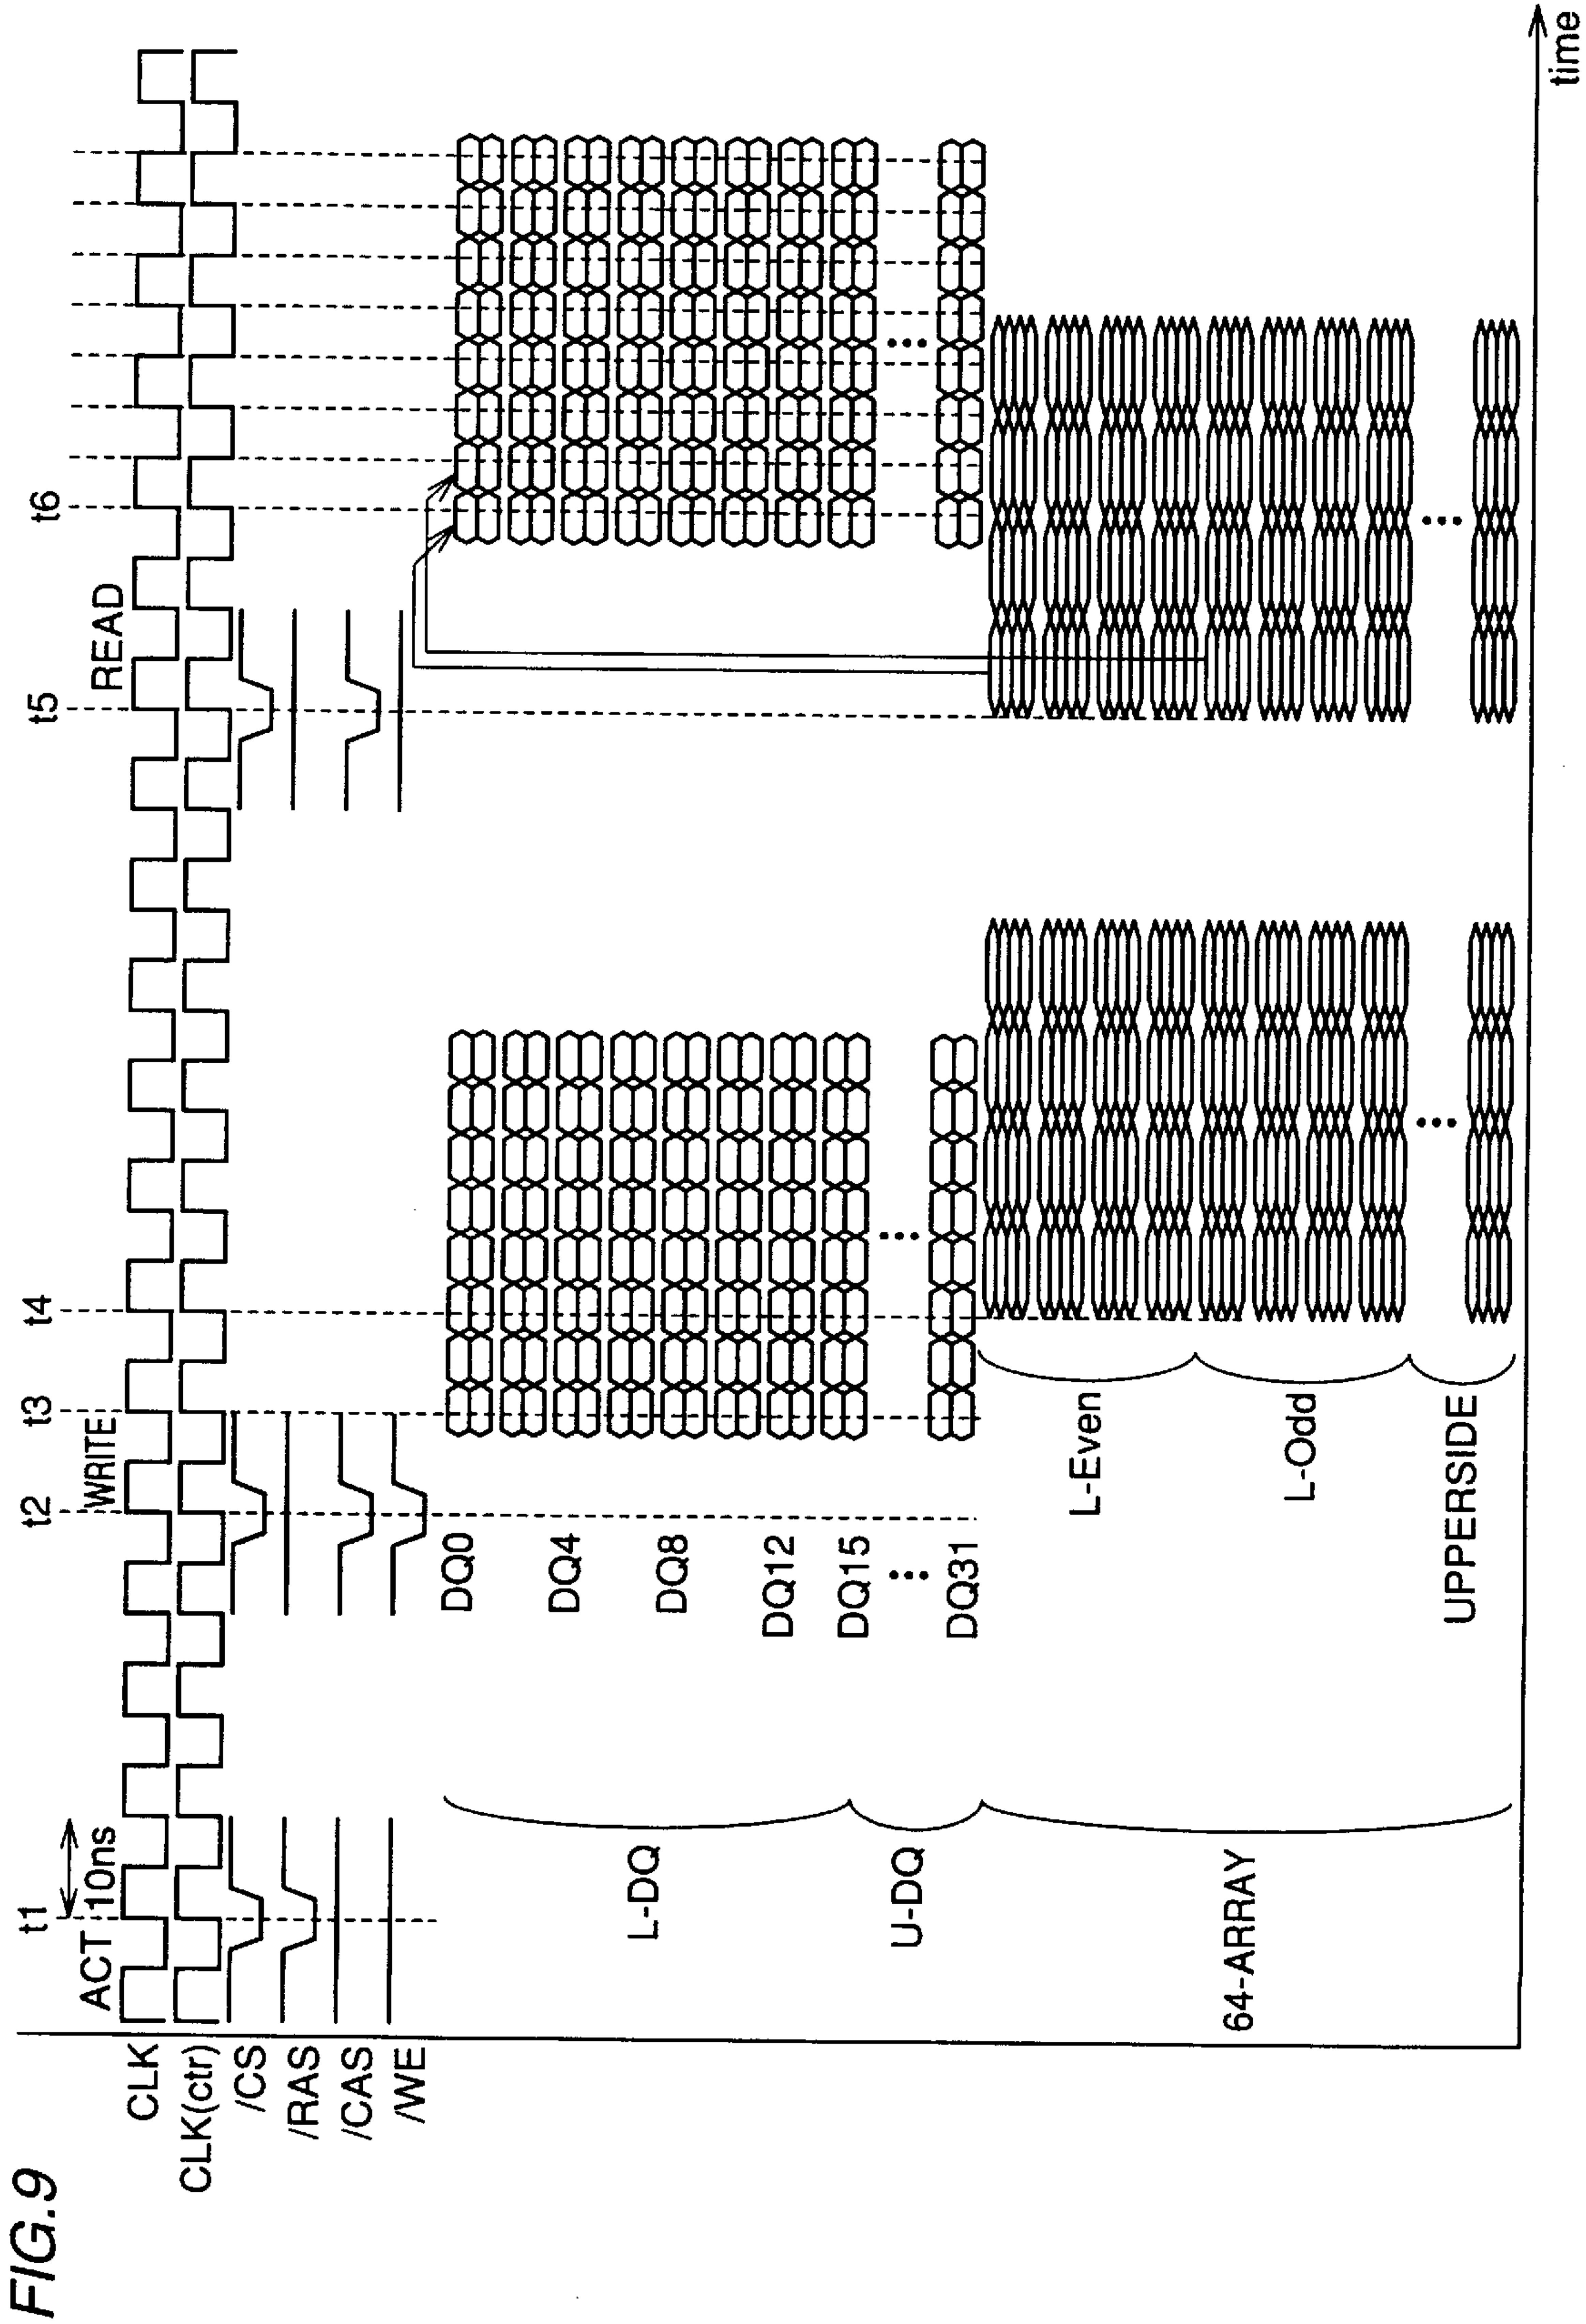 FIG.9
t1 t2 t3 t4 t5 t6
ACT 10ns WRITE READ
CLK
CLK(ctr)
/CS
/RAS
/CAS
/WE
DQ0
DQ4
DQ8
DQ12
DQ15
DQ31
L-DQ
U-DQ
64-ARRAY
L-Even
L-Odd
UPPERSIDE
time